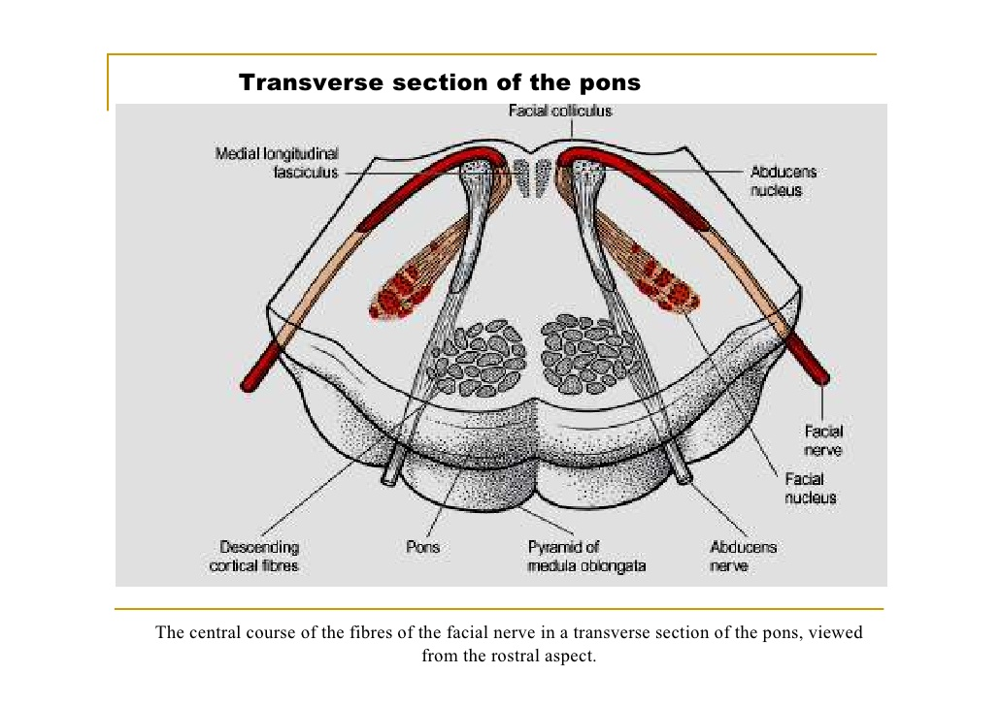 Transverse section of the pons
Facial colliculus
Medial longitudinal
fasciculus
Abducens
nucleus
Facial
nerve
Facial
nucleus
Descending
cortical fibres
Pons
Pyramid of
medula oblongata
Abducens
nerve
The central course of the fibres of the facial nerve in a transverse section of the pons, viewed
from the rostral aspect.